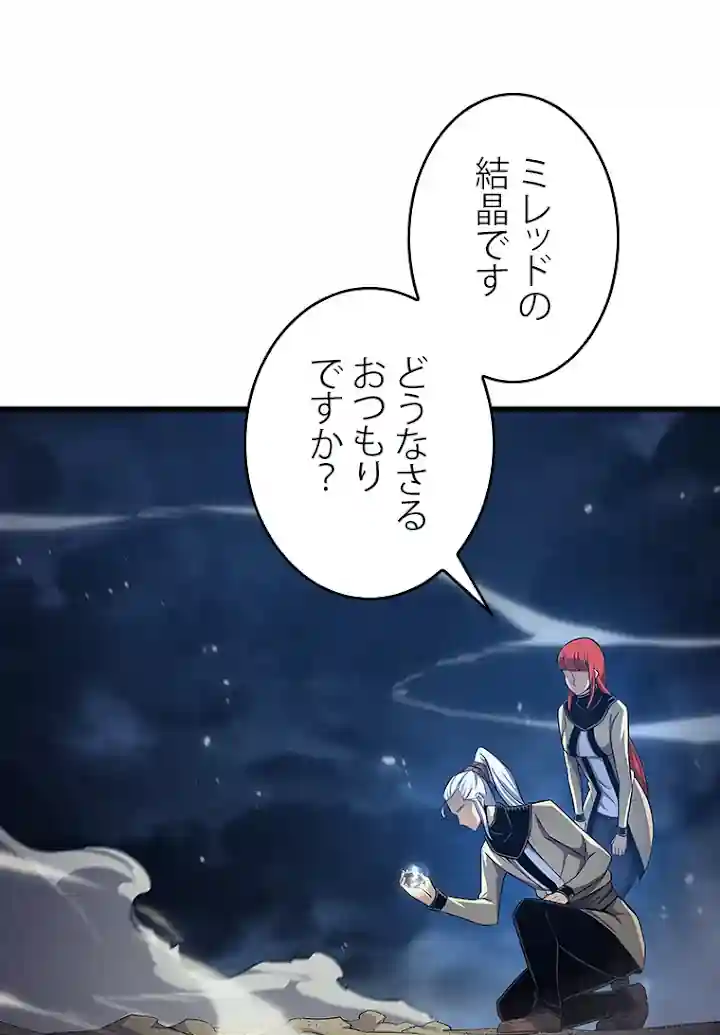 ミレッドの
結晶です
どうなさる
おつもり
ですか？